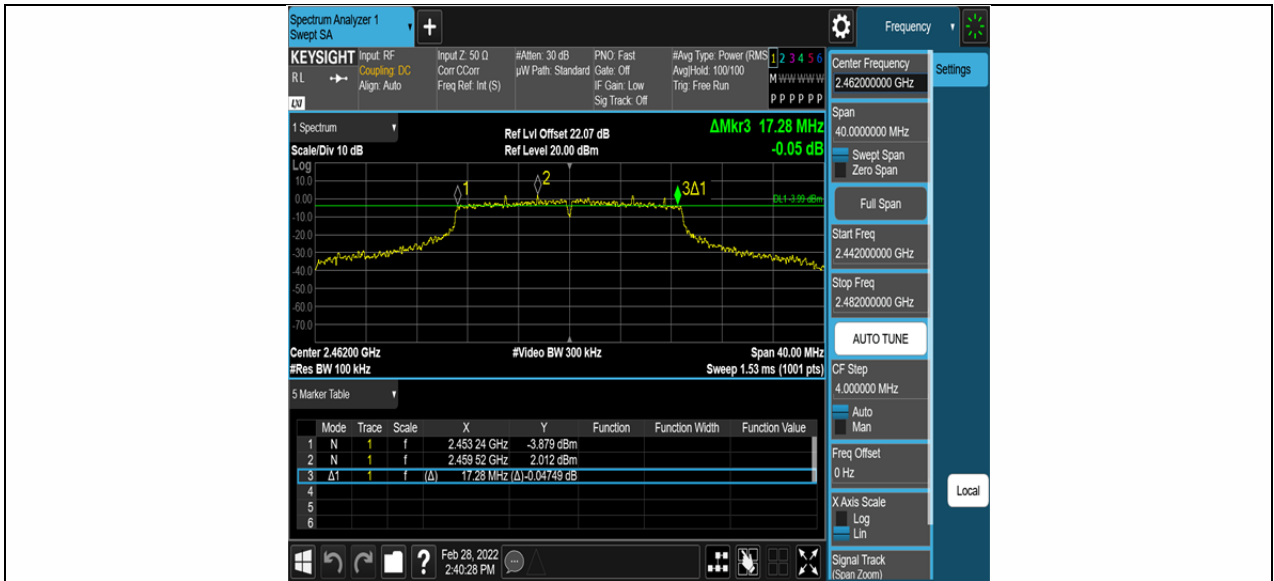 Spectrum Analyzer 1
Swept SA
+
Frequency
KEYSIGHT Input: RF
RL
Coupling: DC
Align: Auto
LXI
Input Z: 50 Ω
Corr CCorr
Freq Ref: Int (S)
#Atten: 30 dB
µW Path: Standard
PNO: Fast
Gate: Off
IF Gain: Low
Sig Track: Off
#Avg Type: Power (RMS
Avg|Hold: 100/100
Trig: Free Run
1 2 3 4 5 6
M W W W W W
P P P P P P
1 Spectrum
Scale/Div 10 dB
Ref Lvl Offset 22.07 dB
Ref Level 20.00 dBm
ΔMkr3 17.28 MHz
-0.05 dB
Log
10.0
0.00
-10.0
-20.0
-30.0
-40.0
-50.0
-60.0
-70.0
1
2
3Δ1
DL1 -3.99 dBm
Center 2.46200 GHz
#Res BW 100 kHz
#Video BW 300 kHz
Span 40.00 MHz
Sweep 1.53 ms (1001 pts)
5 Marker Table
Mode Trace Scale X Y Function Function Width Function Value
1 N 1 f 2.453 24 GHz -3.879 dBm
2 N 1 f 2.459 52 GHz 2.012 dBm
3 Δ1 1 f (Δ) 17.28 MHz (Δ) -0.04749 dB
4
5
6
?
Feb 28, 2022
2:40:28 PM
Center Frequency
2.462000000 GHz
Settings
Span
40.0000000 MHz
Swept Span
Zero Span
Full Span
Start Freq
2.442000000 GHz
Stop Freq
2.482000000 GHz
AUTO TUNE
CF Step
4.000000 MHz
Auto
Man
Freq Offset
0 Hz
X Axis Scale
Log
Lin
Signal Track
(Span Zoom)
Local